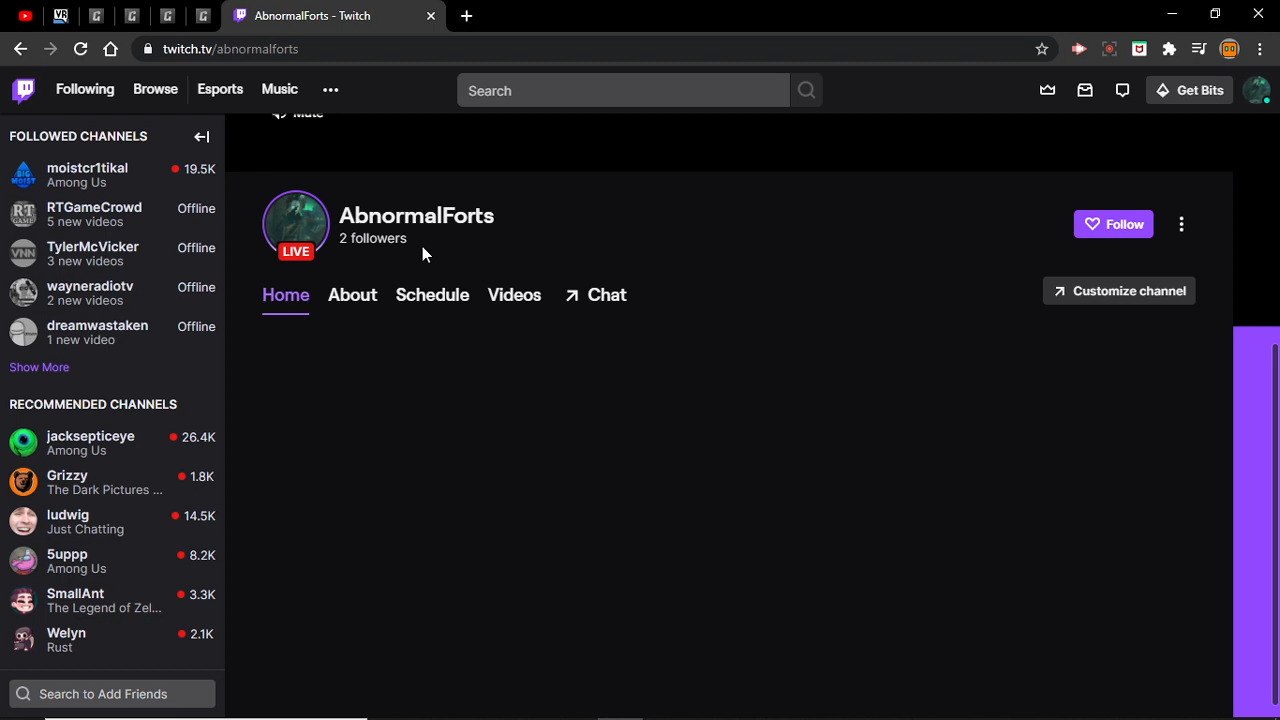 AbnormalForts - Twitch
twitch.tv/abnormalforts
Following Browse Esports Music
Search
Get Bits
FOLLOWED CHANNELS
moistcr1tikal 19.5K
Among Us
RTGameCrowd Offline
5 new videos
TylerMcVicker Offline
3 new videos
wayneradiotv Offline
2 new videos
dreamwastaken Offline
1 new video
Show More
RECOMMENDED CHANNELS
jacksepticeye 26.4K
Among Us
Grizzy 1.8K
The Dark Pictures ...
ludwig 14.5K
Just Chatting
5uppp 8.2K
Among Us
SmallAnt 3.3K
The Legend of Zel...
Welyn 2.1K
Rust
Search to Add Friends
Mute
AbnormalForts
2 followers
LIVE
Follow
Home About Schedule Videos Chat
Customize channel